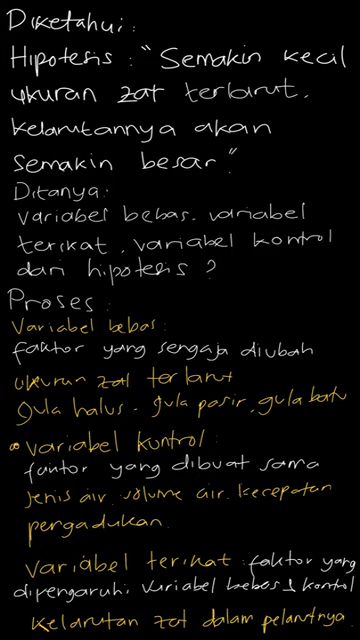 Diketahui:
Hipotesis: "Semakin kecil
ukuran zat terlarut,
kelarutannya akan
semakin besar".
Ditanya:
variabel bebas, variabel
terikat, variabel kontrol
dari hipotesis?
Proses:
Variabel bebas:
faktor yang sengaja diubah
ukuran zat terlarut
gula halus, gula pasir, gula batu
• variabel kontrol:
faktor yang dibuat sama
Jenis air, volume air, kecepatan
pengadukan.
Variabel terikat: faktor yang
dipengaruhi variabel bebas & kontrol
kelarutan zat dalam pelarutnya.